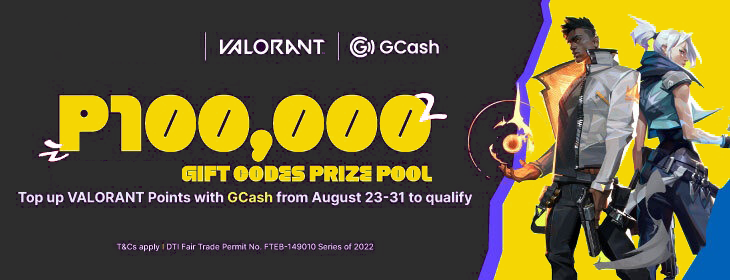 VALORANT GCash
P100,000
GIFT CODES PRIZE POOL
Top up VALORANT Points with GCash from August 23-31 to qualify
T&Cs apply I DTI Fair Trade Permit No. FTEB-149010 Series of 2022